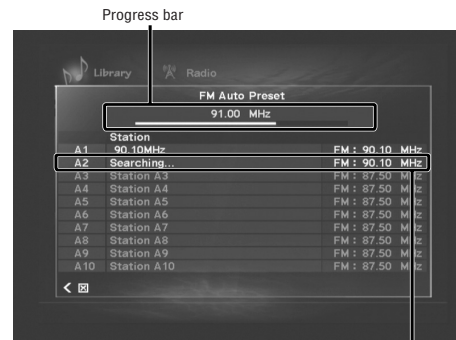 Progress bar
Library Radio
FM Auto Preset
91.00 MHz
Station
A1 90.10MHz FM : 90.10 MHz
A2 Searching... FM : 90.10 MHz
A3 Station A3 FM : 87.50 MHz
A4 Station A4 FM : 87.50 MHz
A5 Station A5 FM : 87.50 MHz
A6 Station A6 FM : 87.50 MHz
A7 Station A7 FM : 87.50 MHz
A8 Station A8 FM : 87.50 MHz
A9 Station A9 FM : 87.50 MHz
A10 Station A10 FM : 87.50 MHz